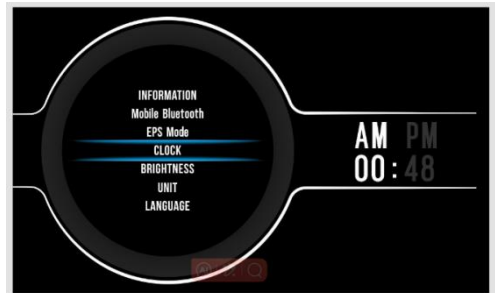 INFORMATION
Mobile Bluetooth
EPS Mode
CLOCK
BRIGHTNESS
UNIT
LANGUAGE
AM PM
00:48